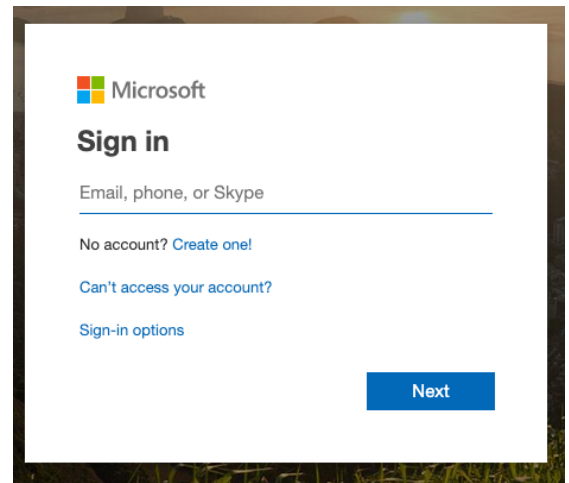 Microsoft
Sign in
Email, phone, or Skype
No account? Create one!
Can't access your account?
Sign-in options
Next